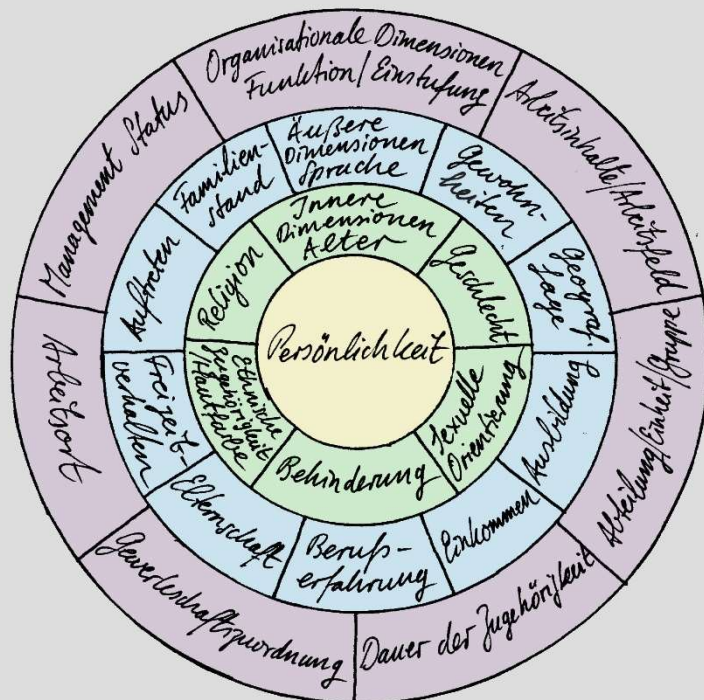 Organisationale Dimensionen
Funktion/Einstufung
Arbeitsinhalte/Arbeitsfeld
Abteilung/Einheit/Gruppe
Dauer der Zugehörigkeit
Gewerkschaftszuordnung
Arbeitsort
Management Status
Äußere
Dimensionen
Sprache
Gewohn-
heiten
Geograf.
Lage
Ausbildung
Einkommen
Berufs-
erfahrung
Elternschaft
Freizeit-
verhalten
Auftreten
Familien-
stand
Innere
Dimensionen
Alter
Geschlecht
Sexuelle
Orientierung
Behinderung
Ethnische
Zugehörigkeit
/Hautfarbe
Religion
Persönlichkeit